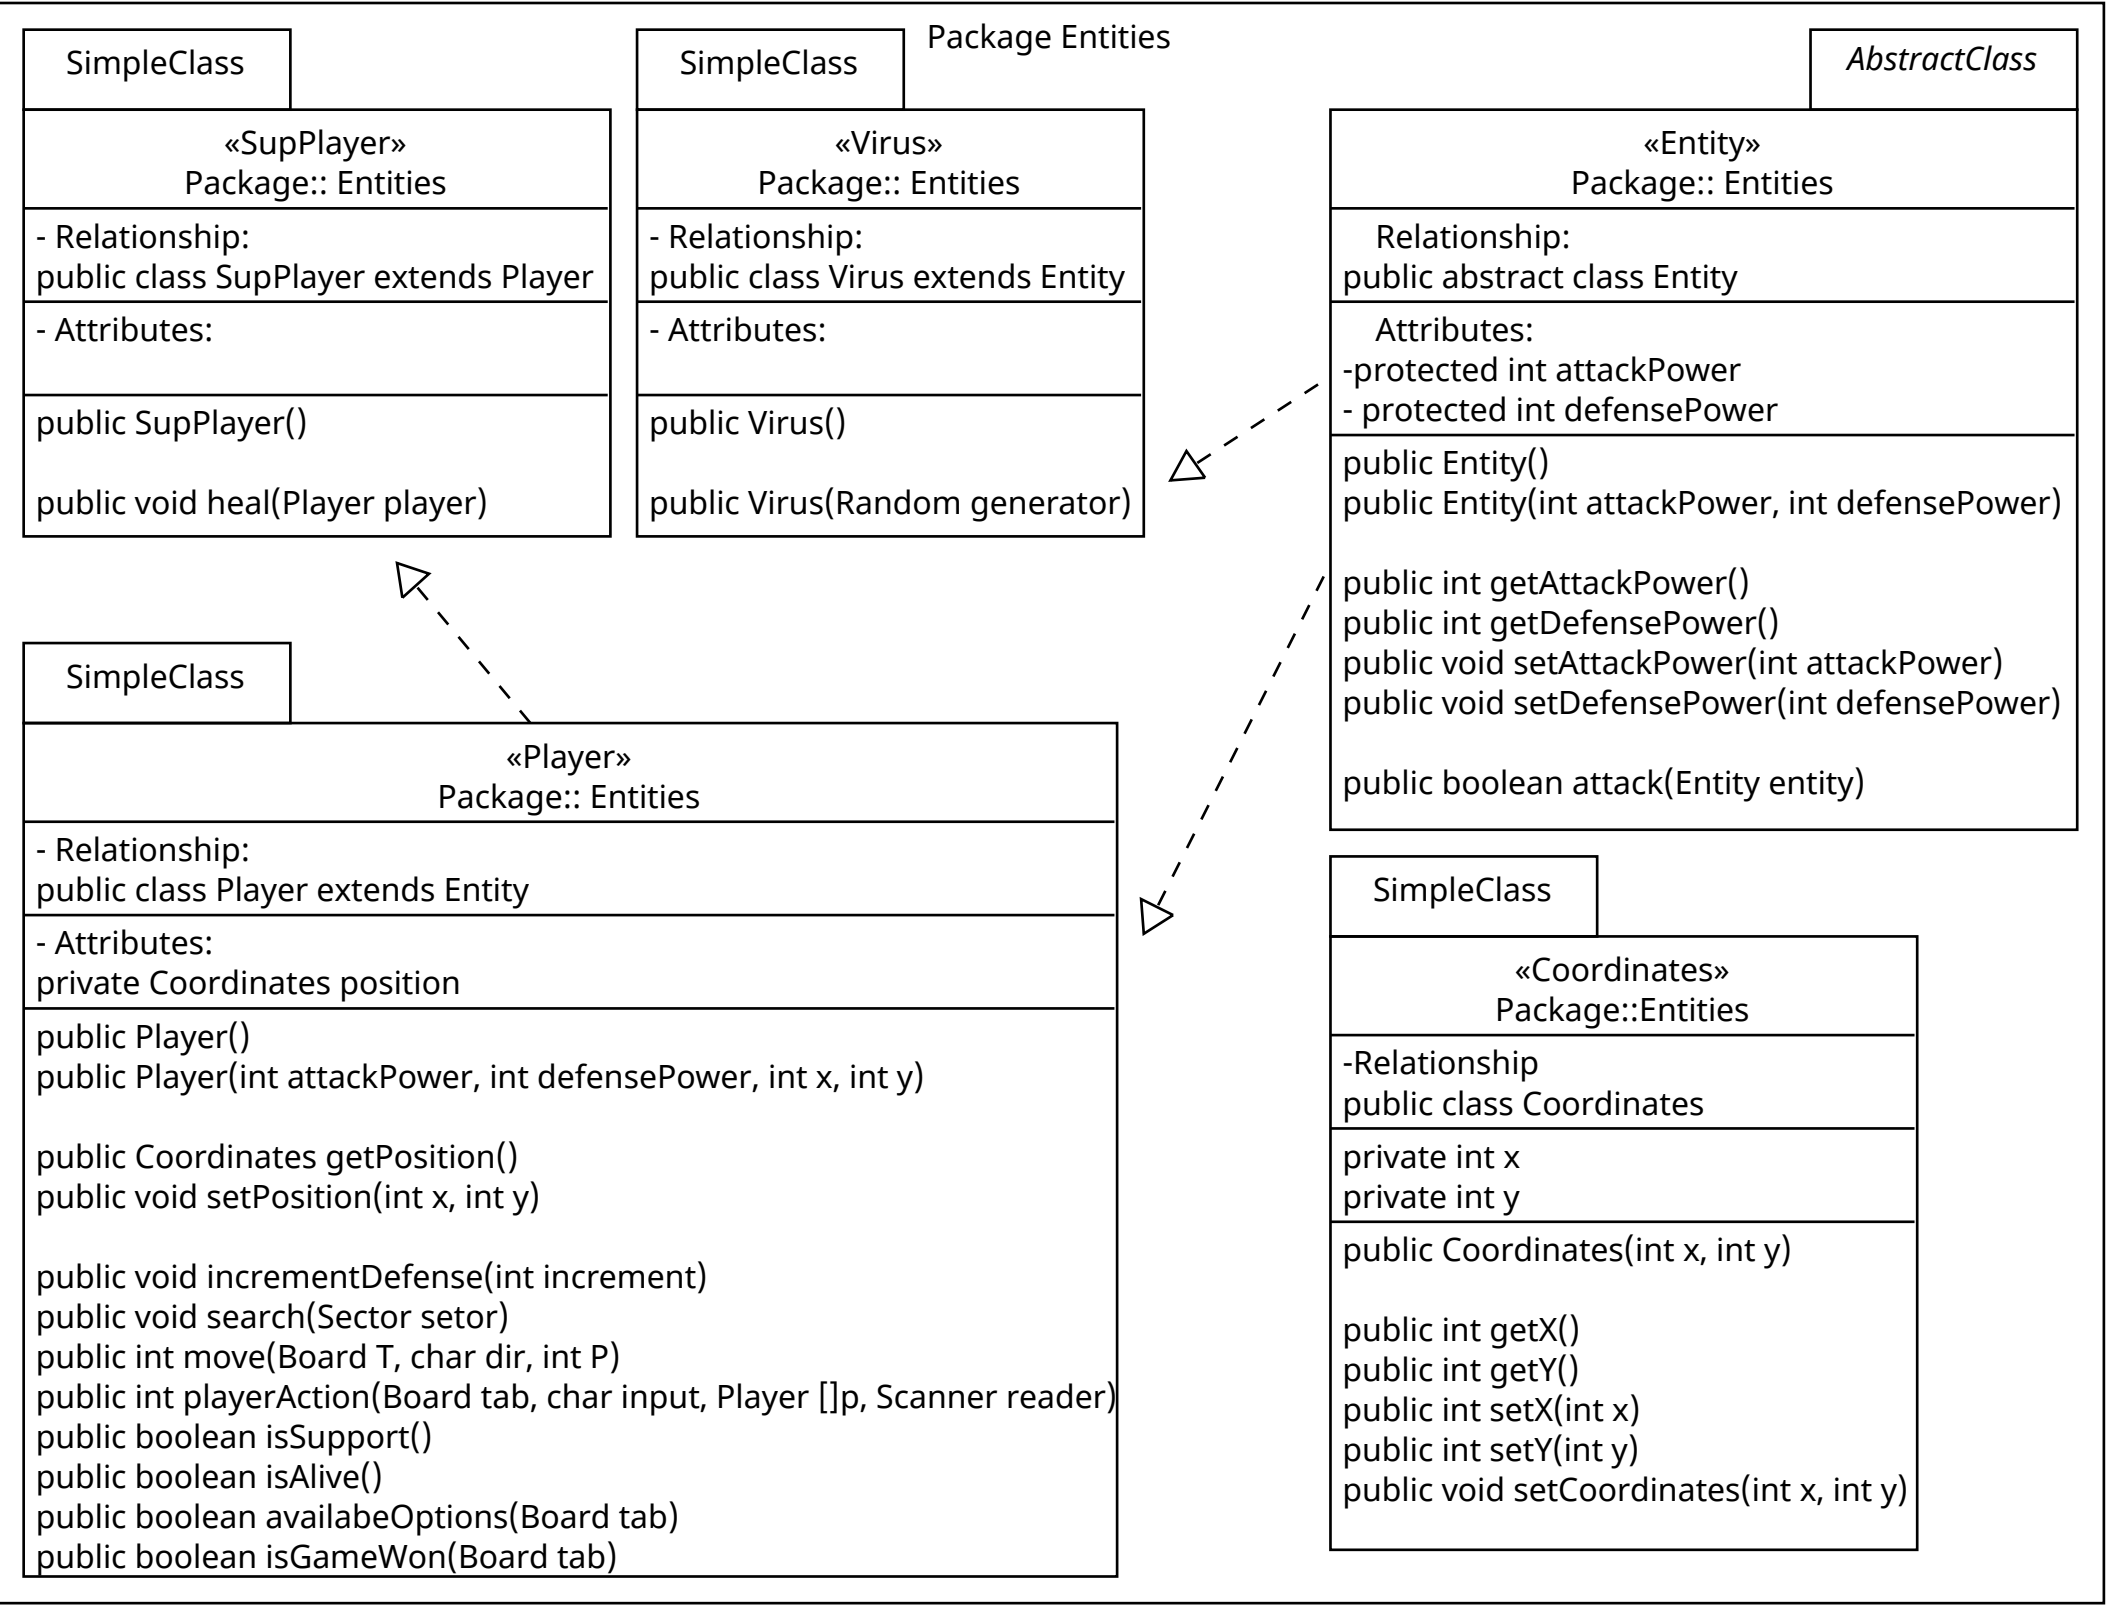 Package Entities
SimpleClass
«SupPlayer»
Package:: Entities
- Relationship:
public class SupPlayer extends Player
- Attributes:
public SupPlayer()
public void heal(Player player)
SimpleClass
«Virus»
Package:: Entities
- Relationship:
public class Virus extends Entity
- Attributes:
public Virus()
public Virus(Random generator)
AbstractClass
«Entity»
Package:: Entities
Relationship:
public abstract class Entity
Attributes:
-protected int attackPower
- protected int defensePower
public Entity()
public Entity(int attackPower, int defensePower)
public int getAttackPower()
public int getDefensePower()
public void setAttackPower(int attackPower)
public void setDefensePower(int defensePower)
public boolean attack(Entity entity)
SimpleClass
«Player»
Package:: Entities
- Relationship:
public class Player extends Entity
- Attributes:
private Coordinates position
public Player()
public Player(int attackPower, int defensePower, int x, int y)
public Coordinates getPosition()
public void setPosition(int x, int y)
public void incrementDefense(int increment)
public void search(Sector setor)
public int move(Board T, char dir, int P)
public int playerAction(Board tab, char input, Player []p, Scanner reader)
public boolean isSupport()
public boolean isAlive()
public boolean availabeOptions(Board tab)
public boolean isGameWon(Board tab)
SimpleClass
«Coordinates»
Package::Entities
-Relationship
public class Coordinates
private int x
private int y
public Coordinates(int x, int y)
public int getX()
public int getY()
public int setX(int x)
public int setY(int y)
public void setCoordinates(int x, int y)